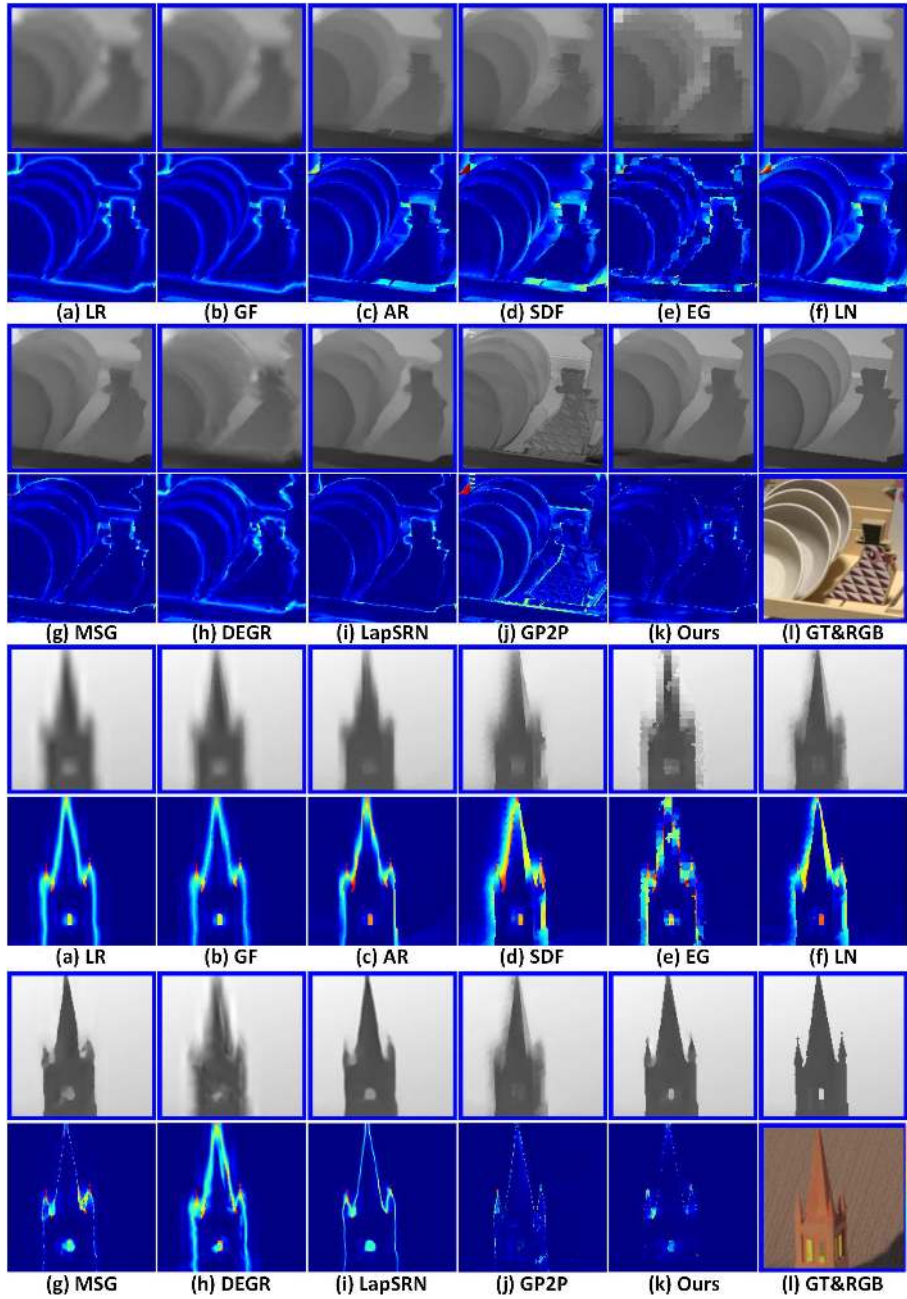 (a) LR (b) GF (c) AR (d) SDF (e) EG (f) LN
(g) MSG (h) DEGR (i) LapSRN (j) GP2P (k) Ours (l) GT&RGB
(a) LR (b) GF (c) AR (d) SDF (e) EG (f) LN
(g) MSG (h) DEGR (i) LapSRN (j) GP2P (k) Ours (l) GT&RGB